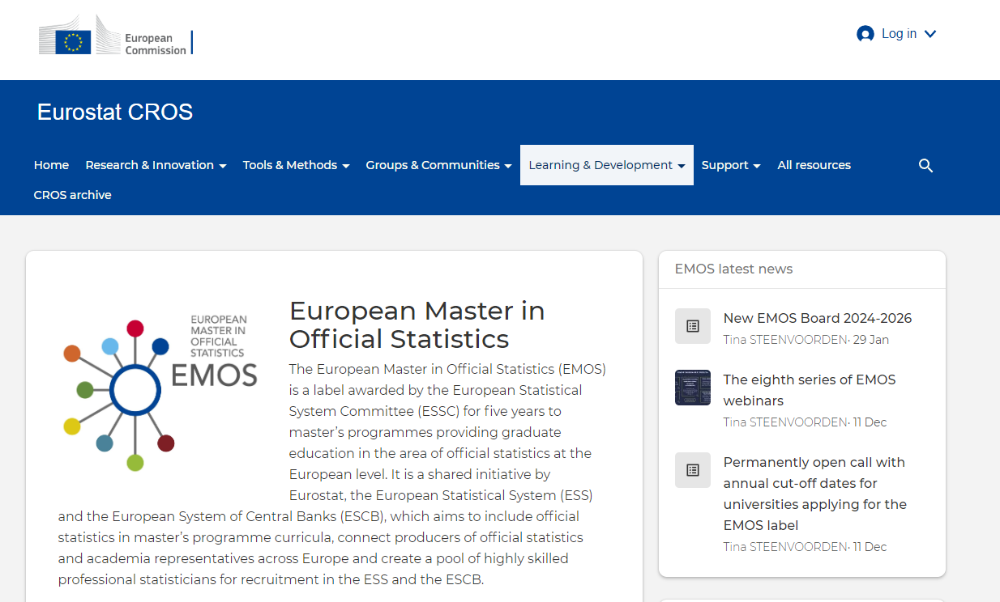 European
Commission
Log in
Eurostat CROS
Home Research & Innovation Tools & Methods Groups & Communities Learning & Development Support All resources
CROS archive
EUROPEAN
MASTER IN
OFFICIAL
STATISTICS
EMOS
European Master in
Official Statistics
The European Master in Official Statistics (EMOS)
is a label awarded by the European Statistical
System Committee (ESSC) for five years to
master’s programmes providing graduate
education in the area of official statistics at the
European level. It is a shared initiative by
Eurostat, the European Statistical System (ESS)
and the European System of Central Banks (ESCB), which aims to include official
statistics in master’s programme curricula, connect producers of official statistics
and academia representatives across Europe and create a pool of highly skilled
professional statisticians for recruitment in the ESS and the ESCB.
EMOS latest news
New EMOS Board 2024-2026
Tina STEENVOORDEN· 29 Jan
The eighth series of EMOS
webinars
Tina STEENVOORDEN· 11 Dec
Permanently open call with
annual cut-off dates for
universities applying for the
EMOS label
Tina STEENVOORDEN· 11 Dec